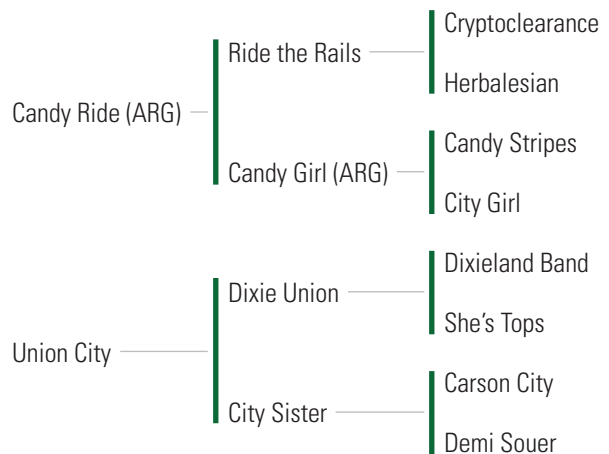 Cryptoclearance
Ride the Rails
Herbalesian
Candy Ride (ARG)
Candy Stripes
Candy Girl (ARG)
City Girl
Dixieland Band
Dixie Union
She's Tops
Union City
Carson City
City Sister
Demi Souer